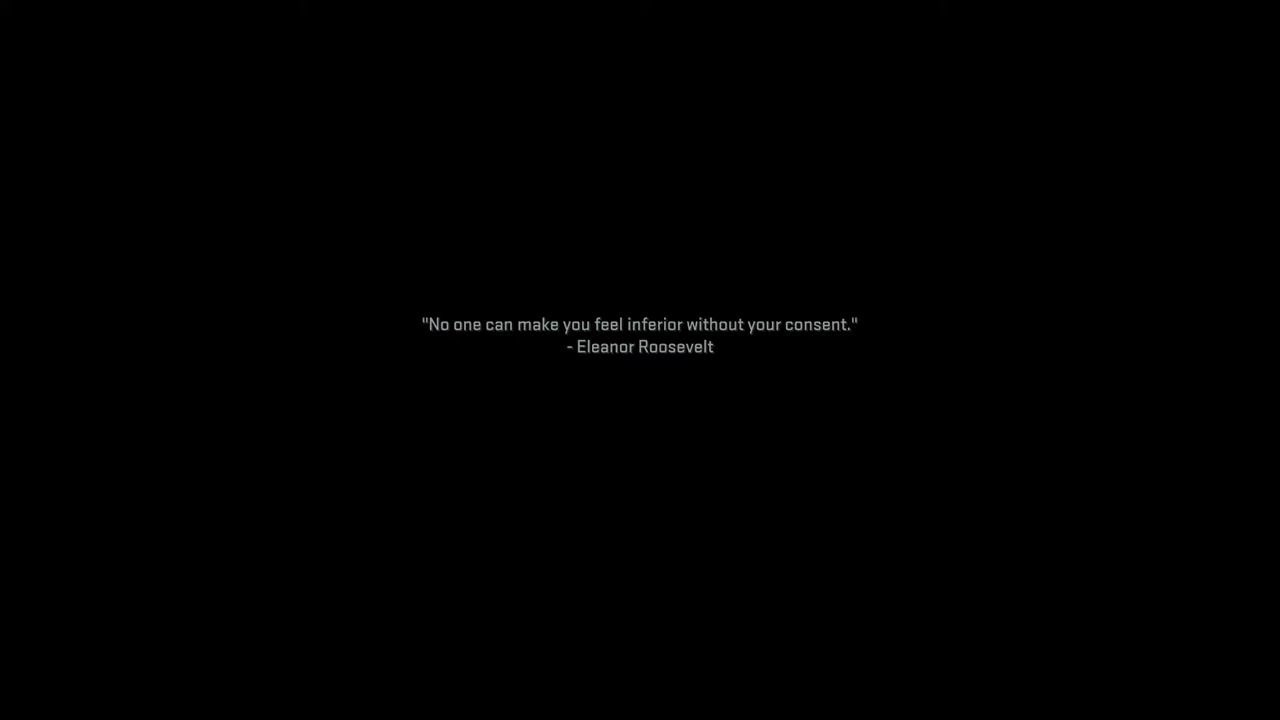 "No one can make you feel inferior without your consent."
- Eleanor Roosevelt